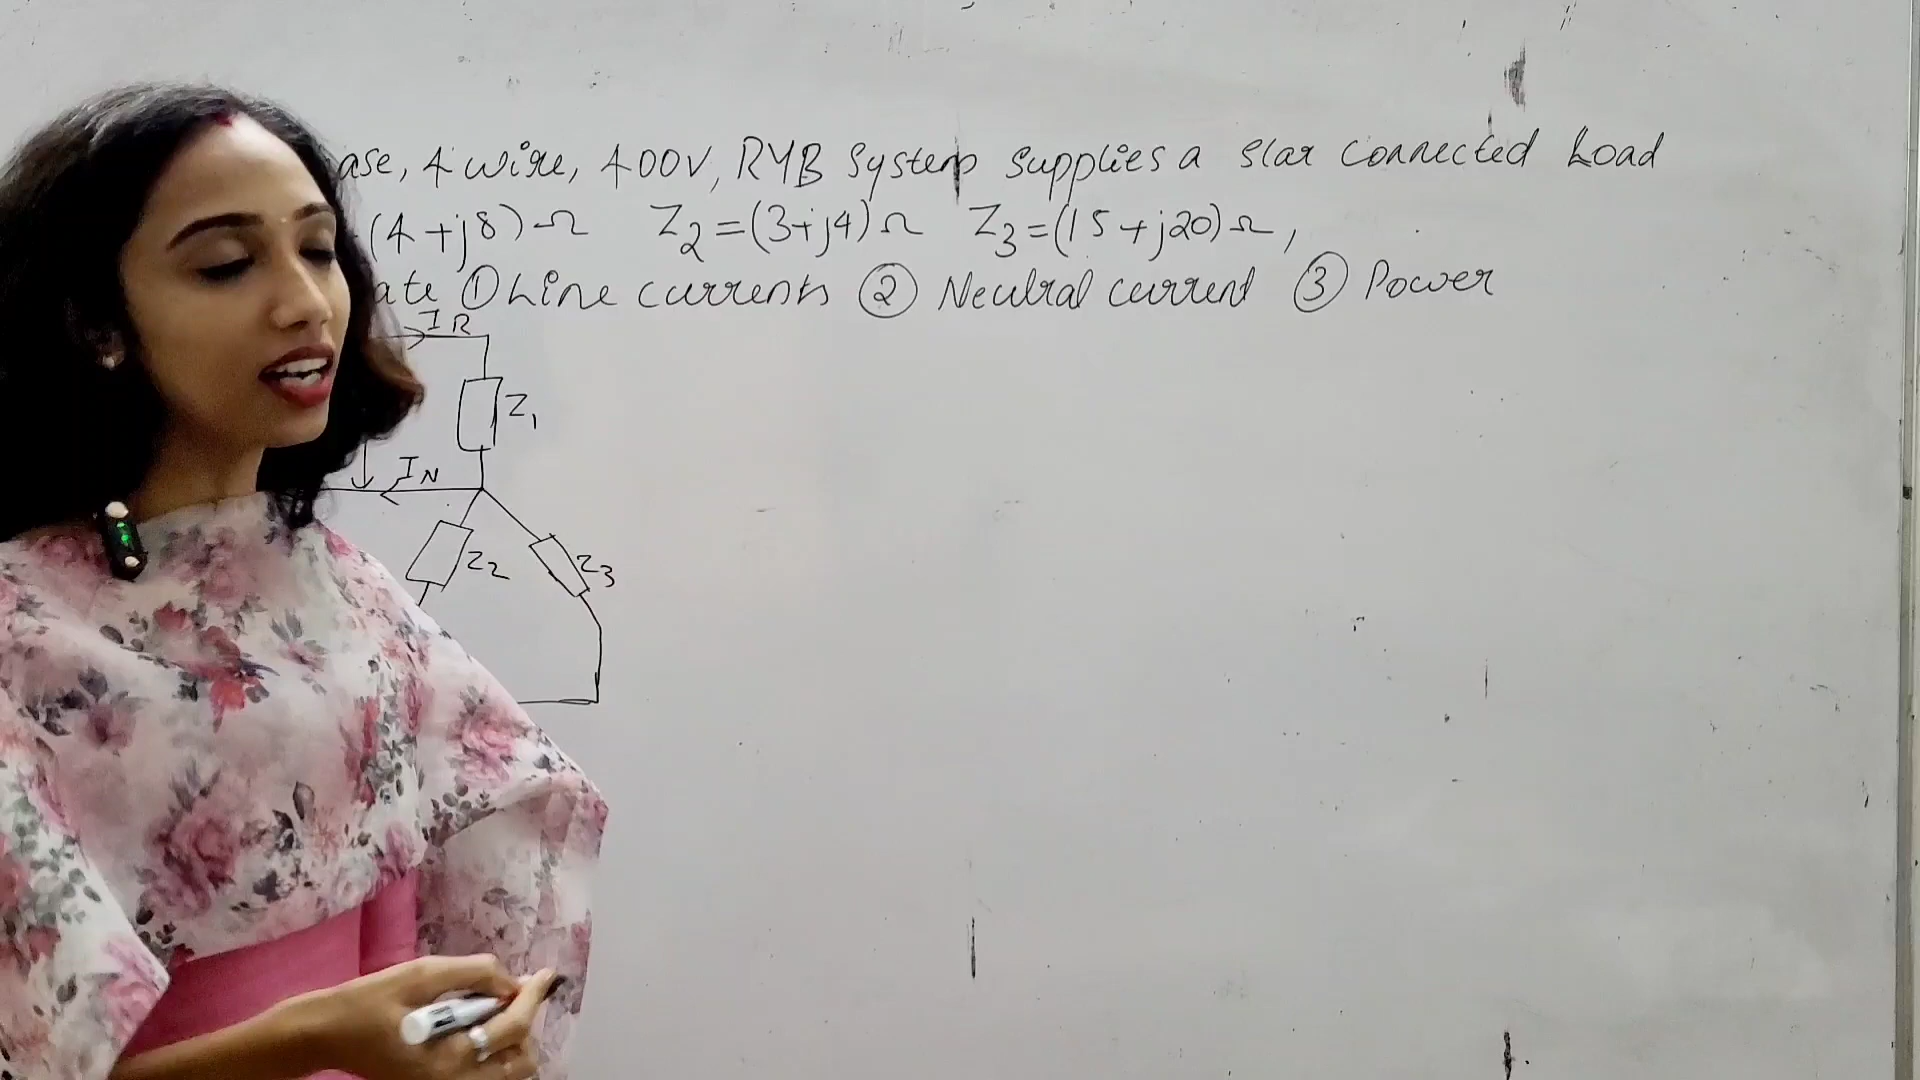 ase, 4 wire, 400V, RYB System supplies a star connected Load
(4+j8)Ω Z2=(3+j4)Ω Z3=(15+j20)Ω,
ate ① Line currents ② Neutral current ③ Power
IR
Z1
IN
Z2
Z3